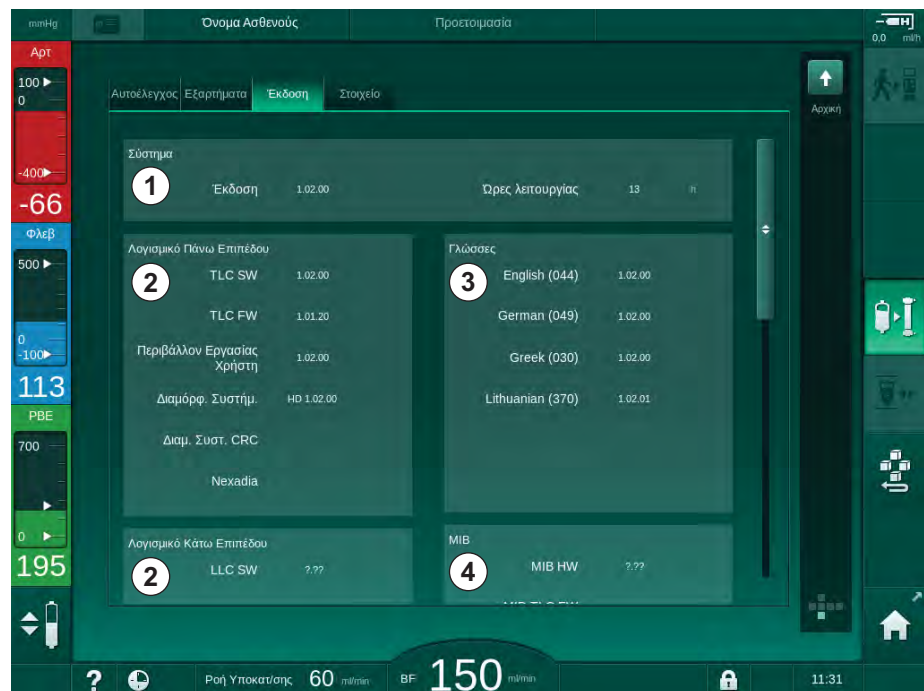 mmHg Όνομα Ασθενούς Προετοιμασία
0,0 ml/h
Αρτ
100
0
-400
-66
Φλεβ
500
0
-100
113
PBE
700
0
195
Αυτοέλεγχος Εξαρτήματα Έκδοση Στοιχείο
Αρχική
Σύστημα
1 Έκδοση 1.02.00 Ώρες λειτουργίας 13 h
Λογισμικό Πάνω Επιπέδου
2 TLC SW 1.02.00
TLC FW 1.01.20
Περιβάλλον Εργασίας
Χρήστη 1.02.00
Διαμόρφ. Συστήμ. HD 1.02.00
Διαμ. Συστ. CRC
Nexadia
Γλώσσες
3 English (044) 1.02.00
German (049) 1.02.00
Greek (030) 1.02.00
Lithuanian (370) 1.02.01
Λογισμικό Κάτω Επιπέδου
2 LLC SW ?.??
MIB
4 MIB HW ?.??
? Ροή Υποκατ/σης 60 ml/min BF 150 ml/min 11:31